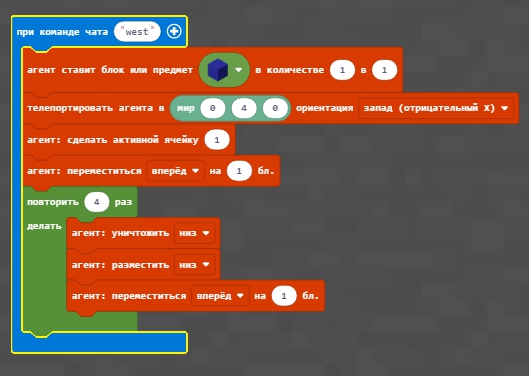 при команде чата "west"
агент ставит блок или предмет в количестве 1 в 1
телепортировать агента в мир 0 4 0 ориентация запад (отрицательный X)
агент: сделать активной ячейку 1
агент: переместиться вперёд на 1 бл.
повторить 4 раз
делать
агент: уничтожить низ
агент: разместить низ
агент: переместиться вперёд на 1 бл.